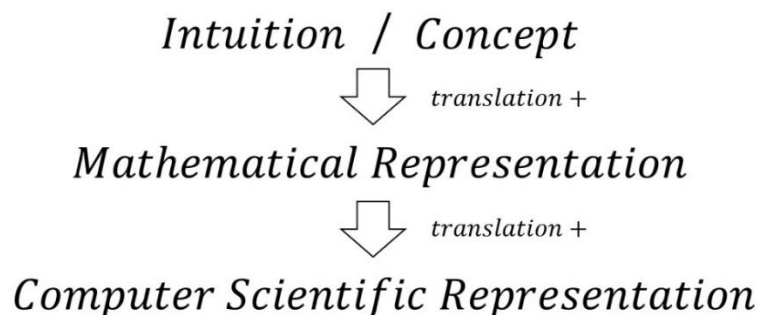 Intuition / Concept
translation +
Mathematical Representation
translation +
Computer Scientific Representation